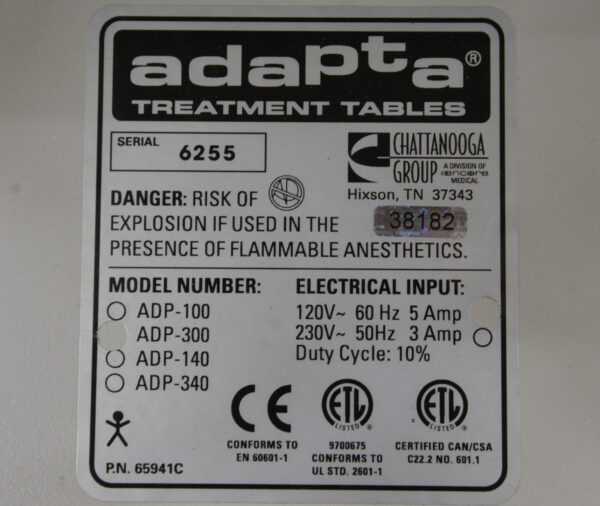 adapta®
TREATMENT TABLES
SERIAL 6255
CHATTANOOGA
GROUP A DIVISION OF
encore
MEDICAL
Hixson, TN 37343
38182
DANGER: RISK OF
EXPLOSION IF USED IN THE
PRESENCE OF FLAMMABLE ANESTHETICS.
MODEL NUMBER:
ADP-100
ADP-300
ADP-140
ADP-340
ELECTRICAL INPUT:
120V~ 60 Hz 5 Amp
230V~ 50Hz 3 Amp
Duty Cycle: 10%
P.N. 65941C
CE
CONFORMS TO
EN 60601-1
ETL
LISTED
9700675
CONFORMS TO
UL STD. 2601-1
c ETL
LISTED
CERTIFIED CAN/CSA
C22.2 NO. 601.1